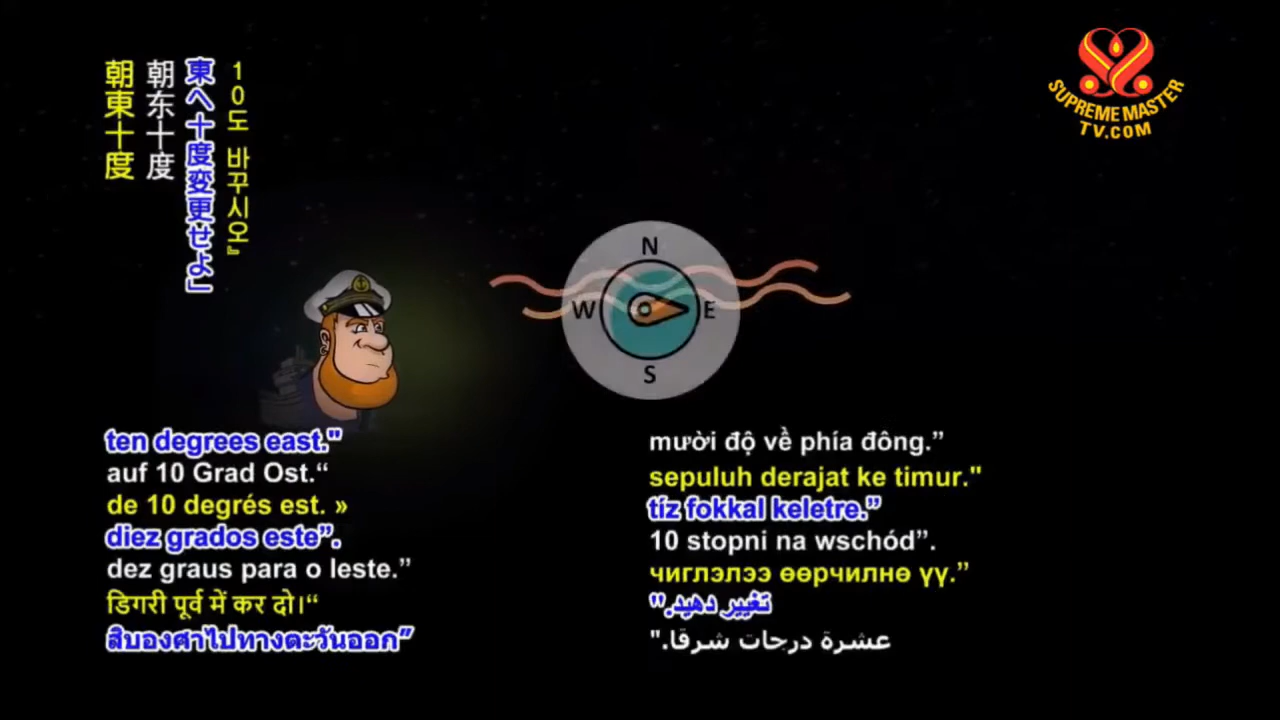 朝東十度
朝东十度
東へ十度変更せよ」
10도 바꾸시오』
SUPREME MASTER
TV.COM
N
W
E
S
ten degrees east."
auf 10 Grad Ost.“
de 10 degrés est. »
diez grados este”.
dez graus para o leste.”
डिगरी पूर्व में कर दो।“
สิบองศาไปทางตะวันออก”
mười độ về phía đông.”
sepuluh derajat ke timur."
tíz fokkal keletre.”
10 stopni na wschód”.
чиглэлээ өөрчилнө үү.”
تغيير دهيد."
عشرة درجات شرقا."